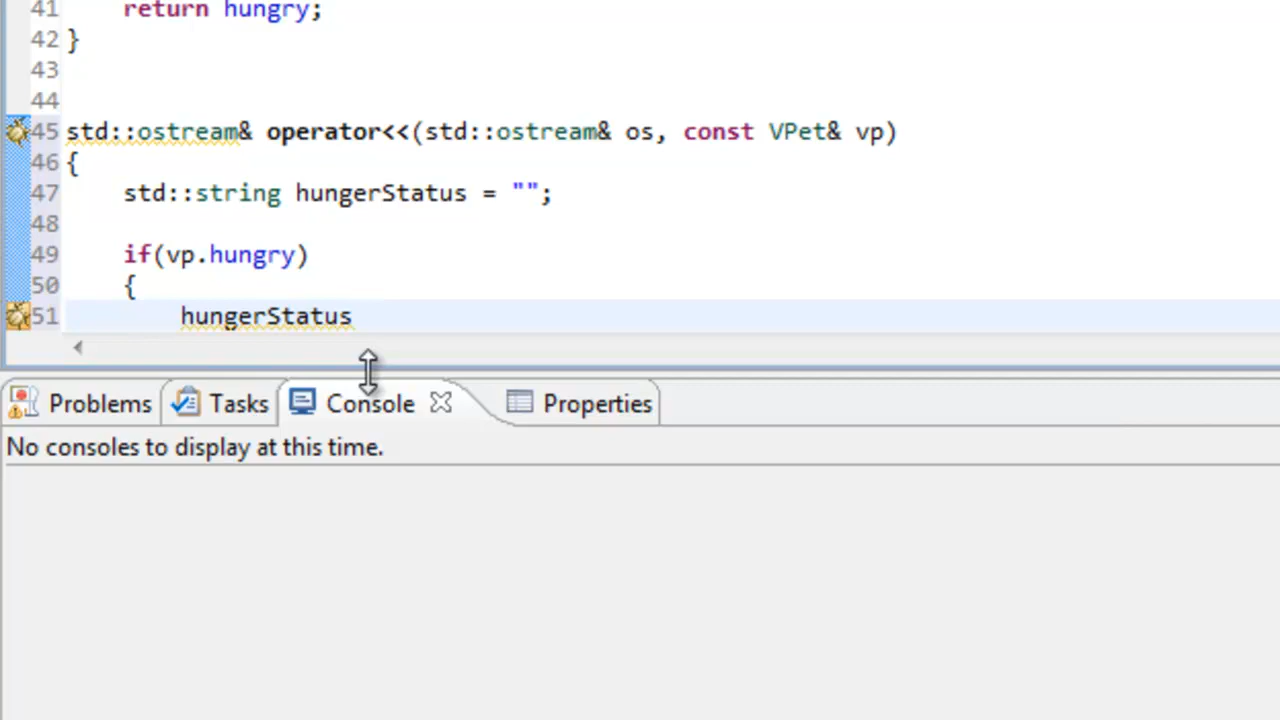 41 return hungry;
42 }
43
44
45 std::ostream& operator<<(std::ostream& os, const VPet& vp)
46 {
47 std::string hungerStatus = "";
48
49 if(vp.hungry)
50 {
51 hungerStatus
Problems Tasks Console Properties
No consoles to display at this time.